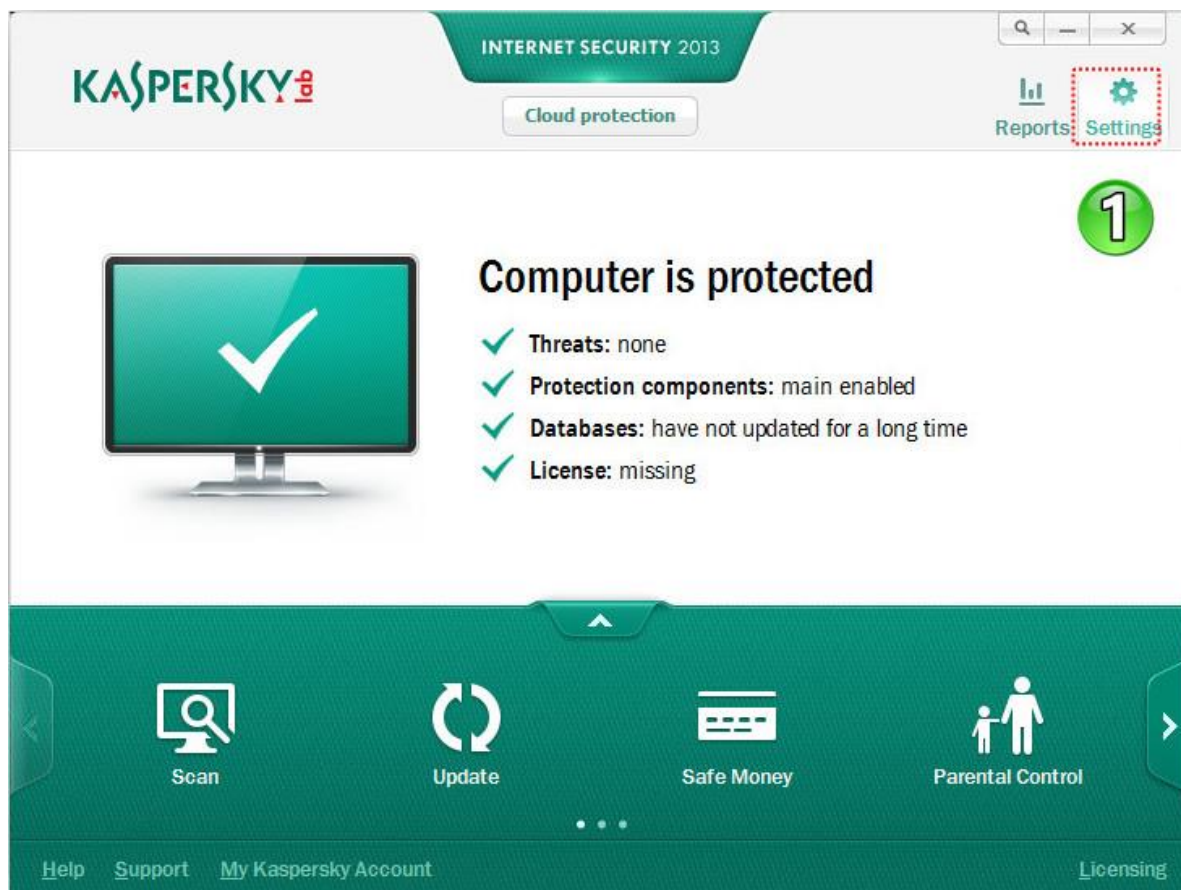 INTERNET SECURITY 2013
KASPERSKY lab
Cloud protection
Reports Settings
1
Computer is protected
Threats: none
Protection components: main enabled
Databases: have not updated for a long time
License: missing
Scan Update Safe Money Parental Control
Help Support My Kaspersky Account Licensing